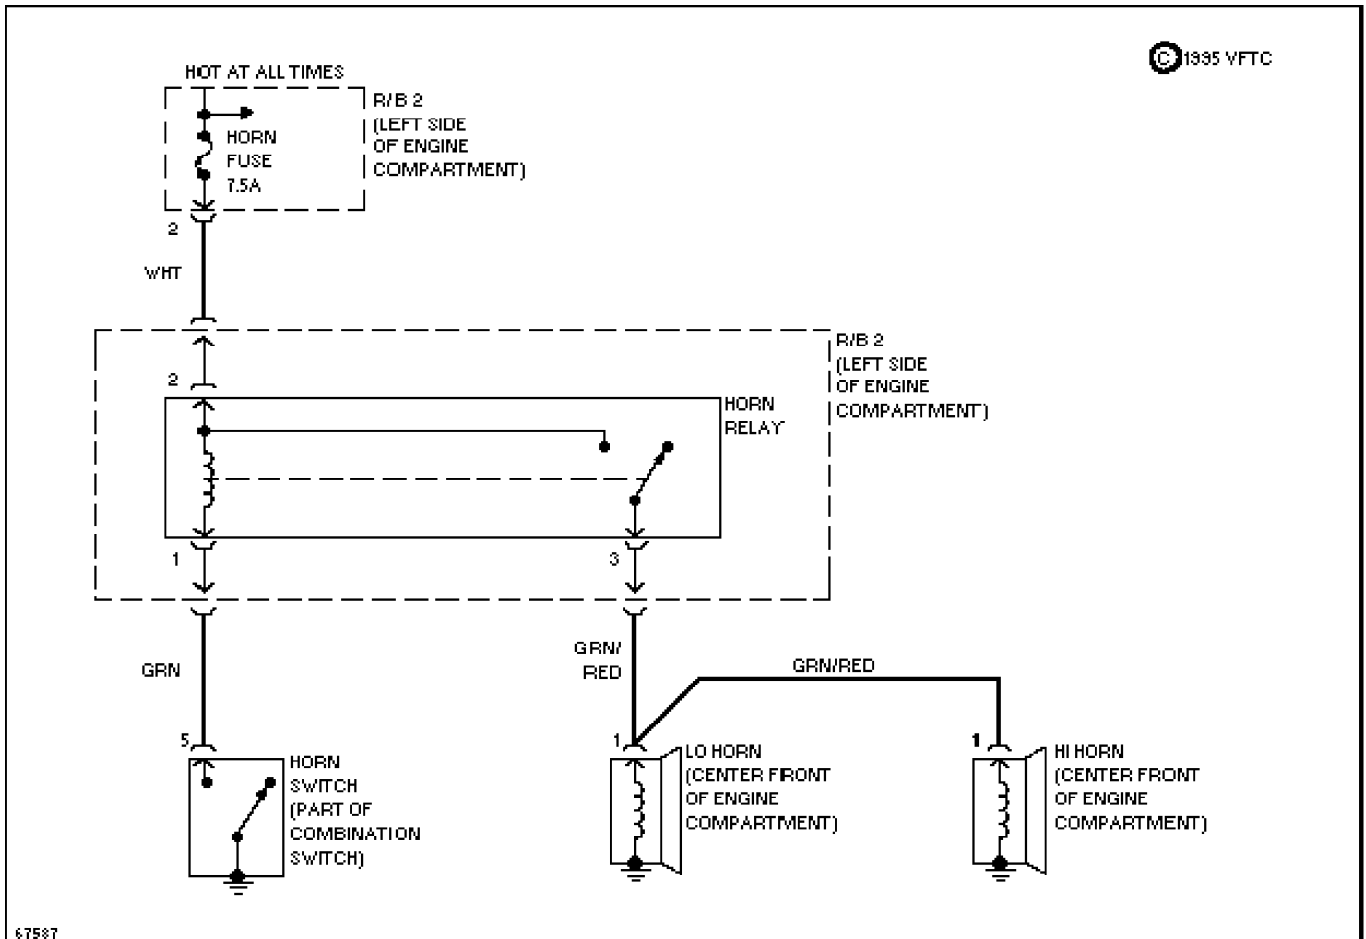 HOT AT ALL TIMES
© 1995 VFTC
R/B 2
(LEFT SIDE
OF ENGINE
COMPARTMENT)
HORN
FUSE
7.5A
2
WHT
R/B 2
(LEFT SIDE
OF ENGINE
COMPARTMENT)
2
HORN
RELAY
1
3
GRN
GRN/
RED
GRN/RED
5
HORN
SWITCH
(PART OF
COMBINATION
SWITCH)
1
LO HORN
(CENTER FRONT
OF ENGINE
COMPARTMENT)
1
HI HORN
(CENTER FRONT
OF ENGINE
COMPARTMENT)
67587